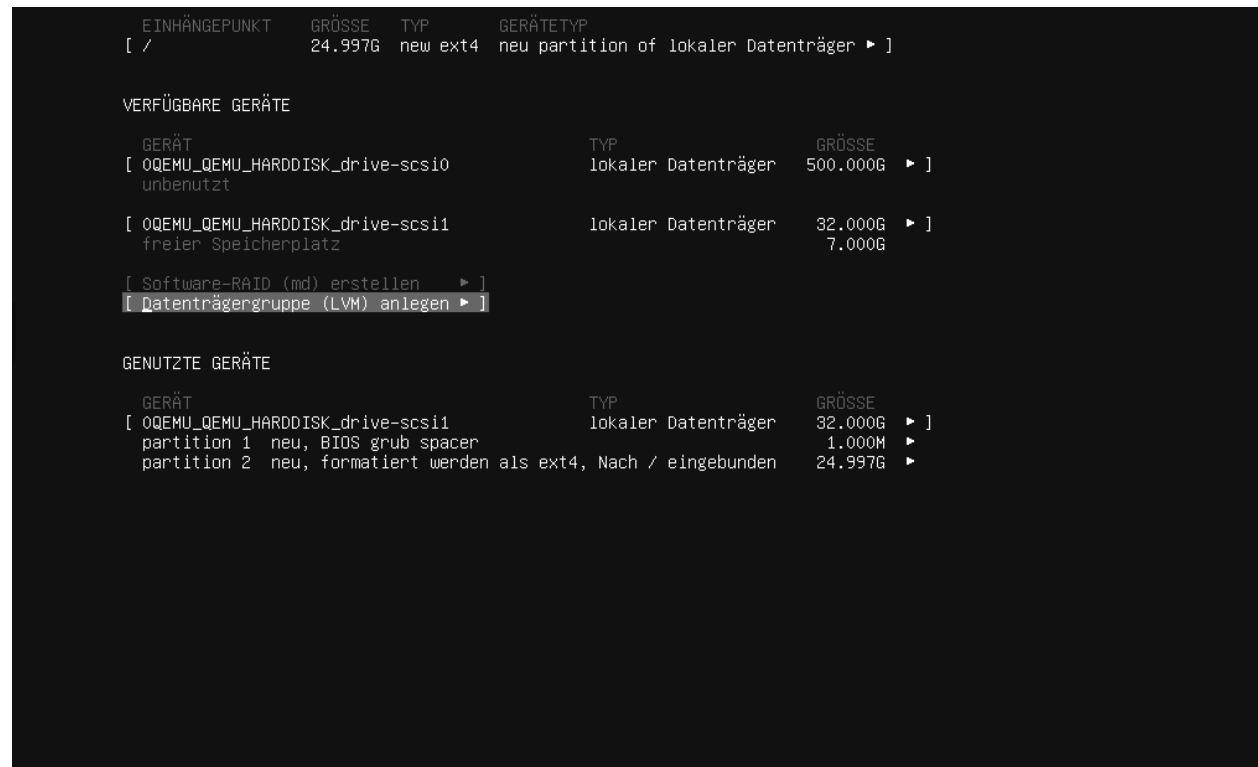 EINHÄNGEPUNKT GRÖSSE TYP GERÄTETYP
[ / 24.997G new ext4 neu partition of lokaler Datenträger ▸ ]
VERFÜGBARE GERÄTE
GERÄT TYP GRÖSSE
[ 0QEMU_QEMU_HARDDISK_drive-scsi0 lokaler Datenträger 500.000G ▸ ]
unbenutzt
[ 0QEMU_QEMU_HARDDISK_drive-scsi1 lokaler Datenträger 32.000G ▸ ]
freier Speicherplatz 7.000G
[ Software-RAID (md) erstellen ▸ ]
[ Datenträgergruppe (LVM) anlegen ▸ ]
GENUTZTE GERÄTE
GERÄT TYP GRÖSSE
[ 0QEMU_QEMU_HARDDISK_drive-scsi1 lokaler Datenträger 32.000G ▸ ]
partition 1 neu, BIOS grub spacer 1.000M ▸
partition 2 neu, formatiert werden als ext4, Nach / eingebunden 24.997G ▸